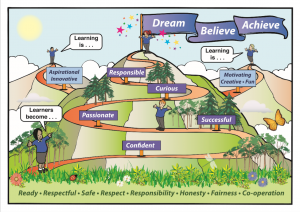 Dream
Believe
Achieve
Learning
is . . .
Aspirational
Innovative
Responsible
Learning
is . . .
Motivating
Creative • Fun
Curious
Learners
become . . .
Passionate
Successful
Confident
Ready • Respectful • Safe • Respect • Responsibility • Honesty • Fairness • Co-operation